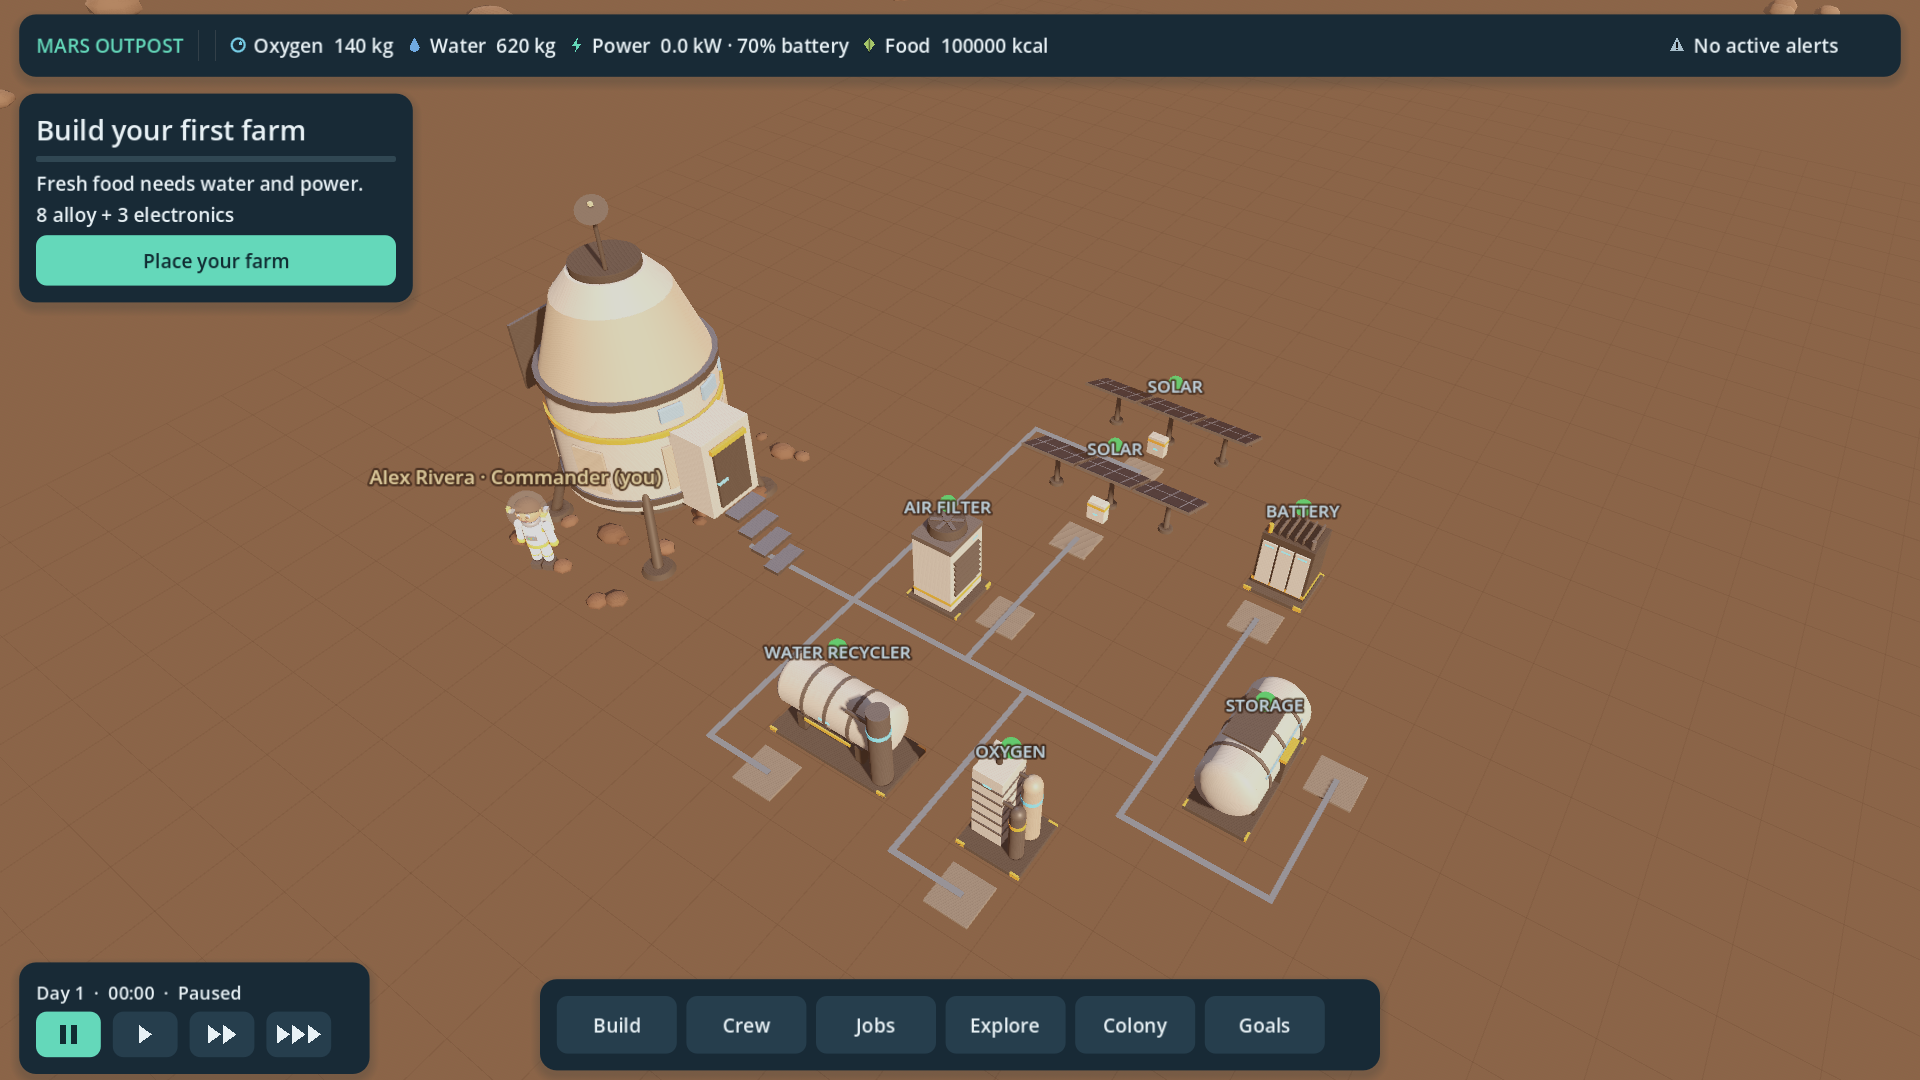 MARS OUTPOST
Oxygen 140 kg
Water 620 kg
Power 0.0 kW · 70% battery
Food 100000 kcal
No active alerts
Build your first farm
Fresh food needs water and power.
8 alloy + 3 electronics
Place your farm
SOLAR
SOLAR
Alex Rivera · Commander (you)
AIR FILTER
BATTERY
WATER RECYCLER
STORAGE
OXYGEN
Day 1 · 00:00 · Paused
Build
Crew
Jobs
Explore
Colony
Goals